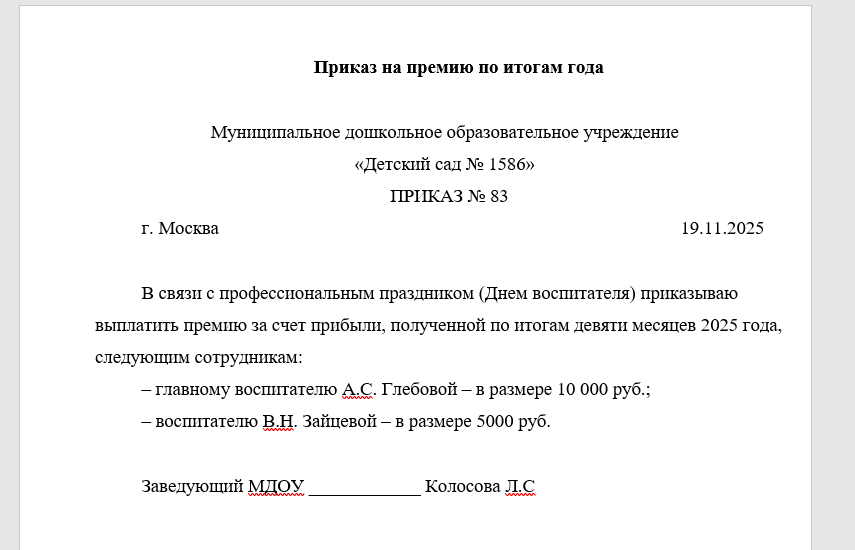 Приказ на премию по итогам года
Муниципальное дошкольное образовательное учреждение
«Детский сад № 1586»
ПРИКАЗ № 83
г. Москва 19.11.2025
В связи с профессиональным праздником (Днем воспитателя) приказываю
выплатить премию за счет прибыли, полученной по итогам девяти месяцев 2025 года,
следующим сотрудникам:
– главному воспитателю А.С. Глебовой – в размере 10 000 руб.;
– воспитателю В.Н. Зайцевой – в размере 5000 руб.
Заведующий МДОУ ____________ Колосова Л.С